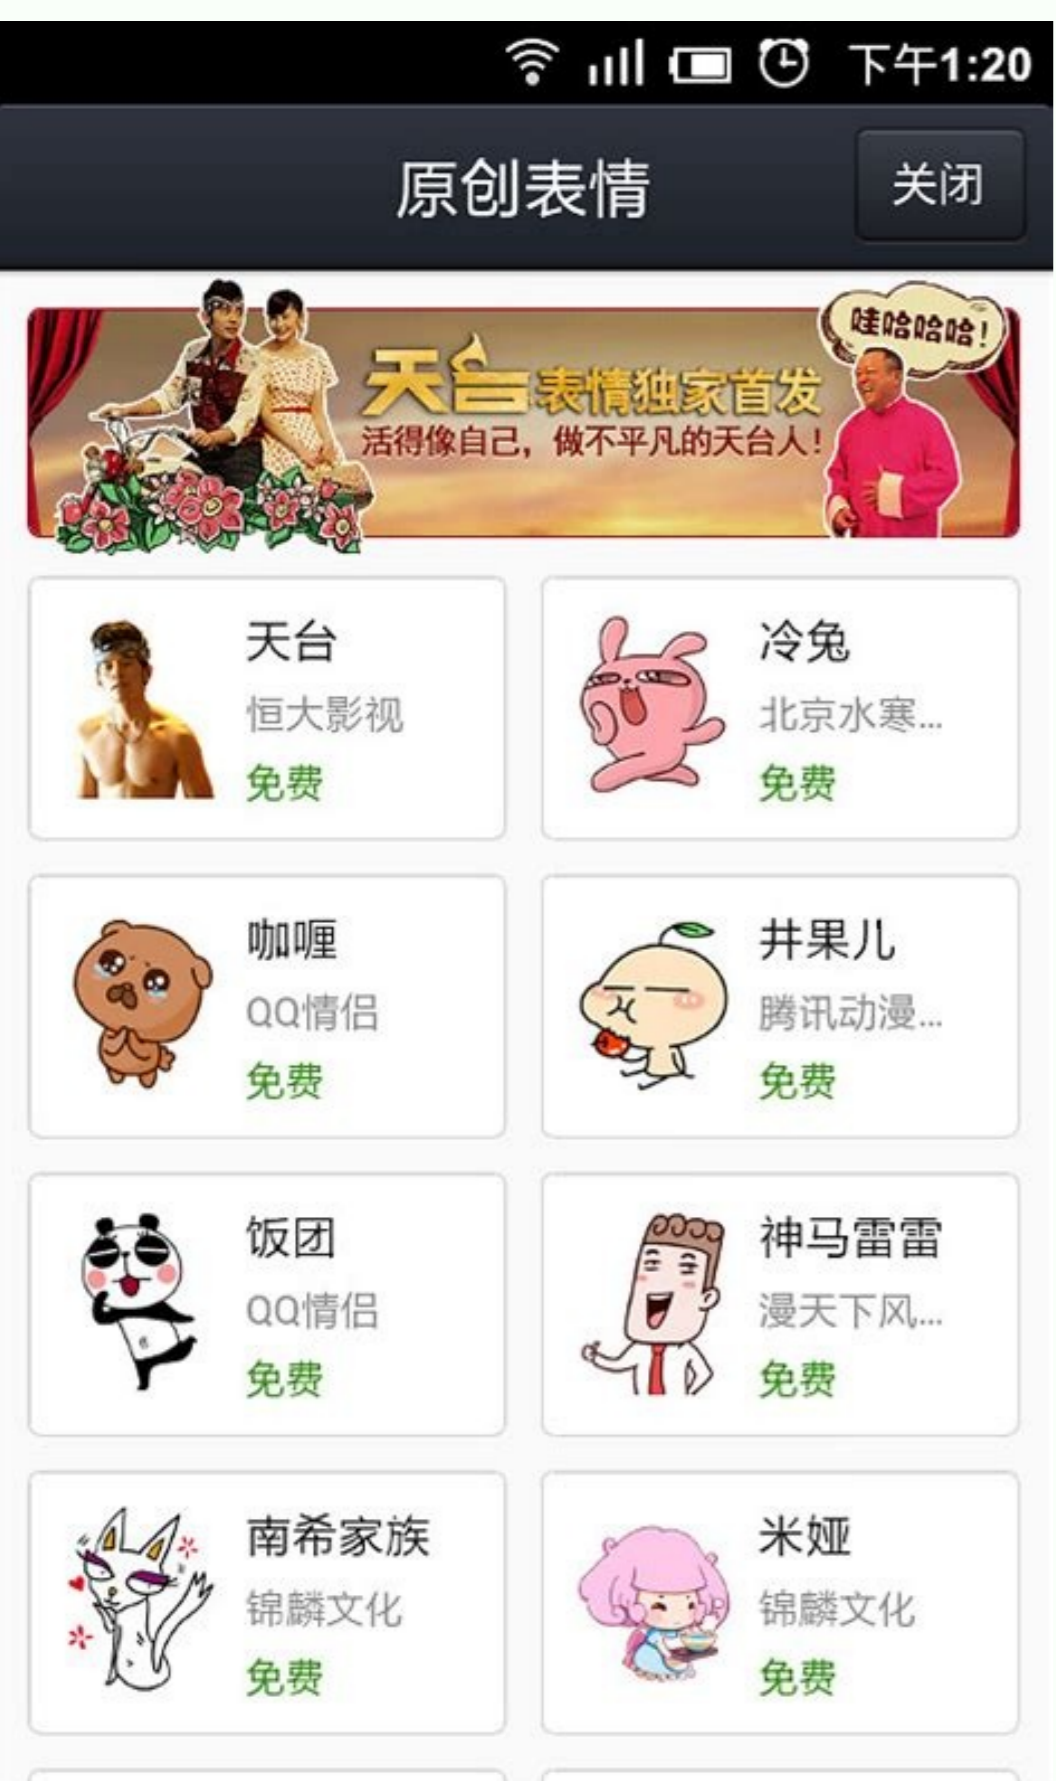 下午1:20
原创表情
关闭
哇哈哈哈！
天台表情独家首发
活得像自己，做不平凡的天台人！
天台
恒大影视
免费
冷兔
北京水寒...
免费
咖喱
QQ情侣
免费
井果儿
腾讯动漫...
免费
饭团
QQ情侣
免费
神马雷雷
漫天下风...
免费
南希家族
锦麟文化
免费
米娅
锦麟文化
免费